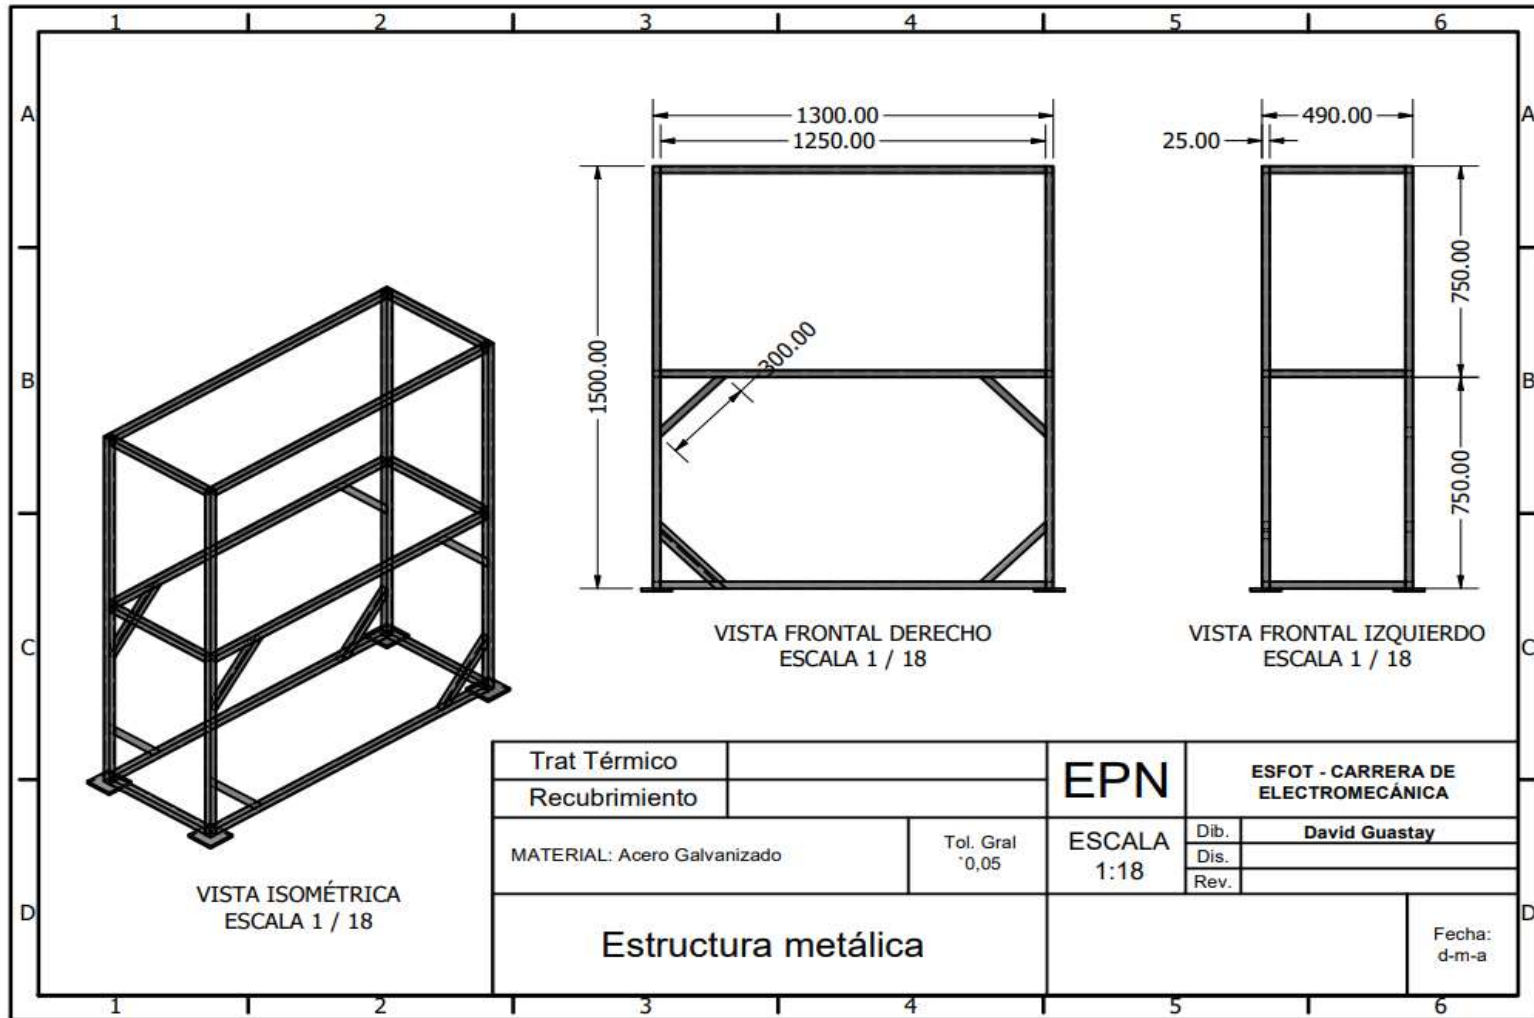 1 2 3 4 5 6
A A
1300.00 490.00
1250.00 25.00
750.00
B B
1500.00
300.00
750.00
C C
VISTA FRONTAL DERECHO
ESCALA 1 / 18
VISTA FRONTAL IZQUIERDO
ESCALA 1 / 18
VISTA ISOMÉTRICA
ESCALA 1 / 18
D D
Trat Térmico
Recubrimiento
EPN
ESFOT - CARRERA DE
ELECTROMECÁNICA
MATERIAL: Acero Galvanizado
Tol. Gral
`0,05
ESCALA
1:18
Dib. David Guastay
Dis.
Rev.
Estructura metálica
Fecha:
d-m-a
1 2 3 4 5 6